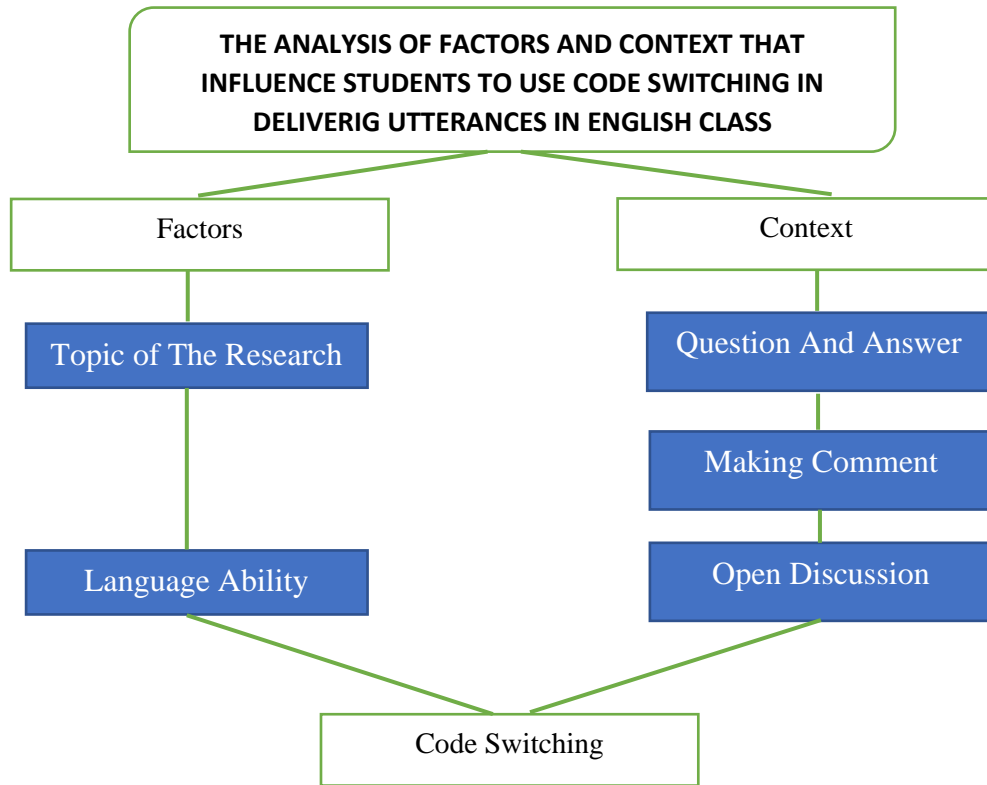 THE ANALYSIS OF FACTORS AND CONTEXT THAT
INFLUENCE STUDENTS TO USE CODE SWITCHING IN
DELIVERIG UTTERANCES IN ENGLISH CLASS
Factors
Context
Topic of The Research
Question And Answer
Making Comment
Language Ability
Open Discussion
Code Switching